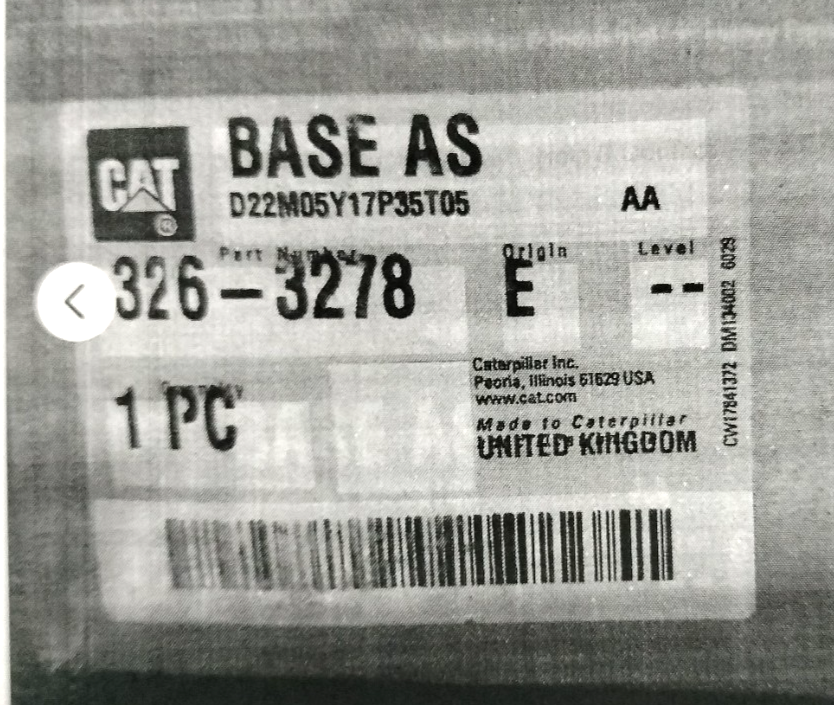 CAT
®
BASE AS
D22M05Y17P35T05
AA
Part Number
326-3278
Origin
E
Level
--
1 PC
Caterpillar Inc.
Peoria, Illinois 61629 USA
www.cat.com
Made to Caterpillar
UNITED KINGDOM
CW17841372 DM134002 6029